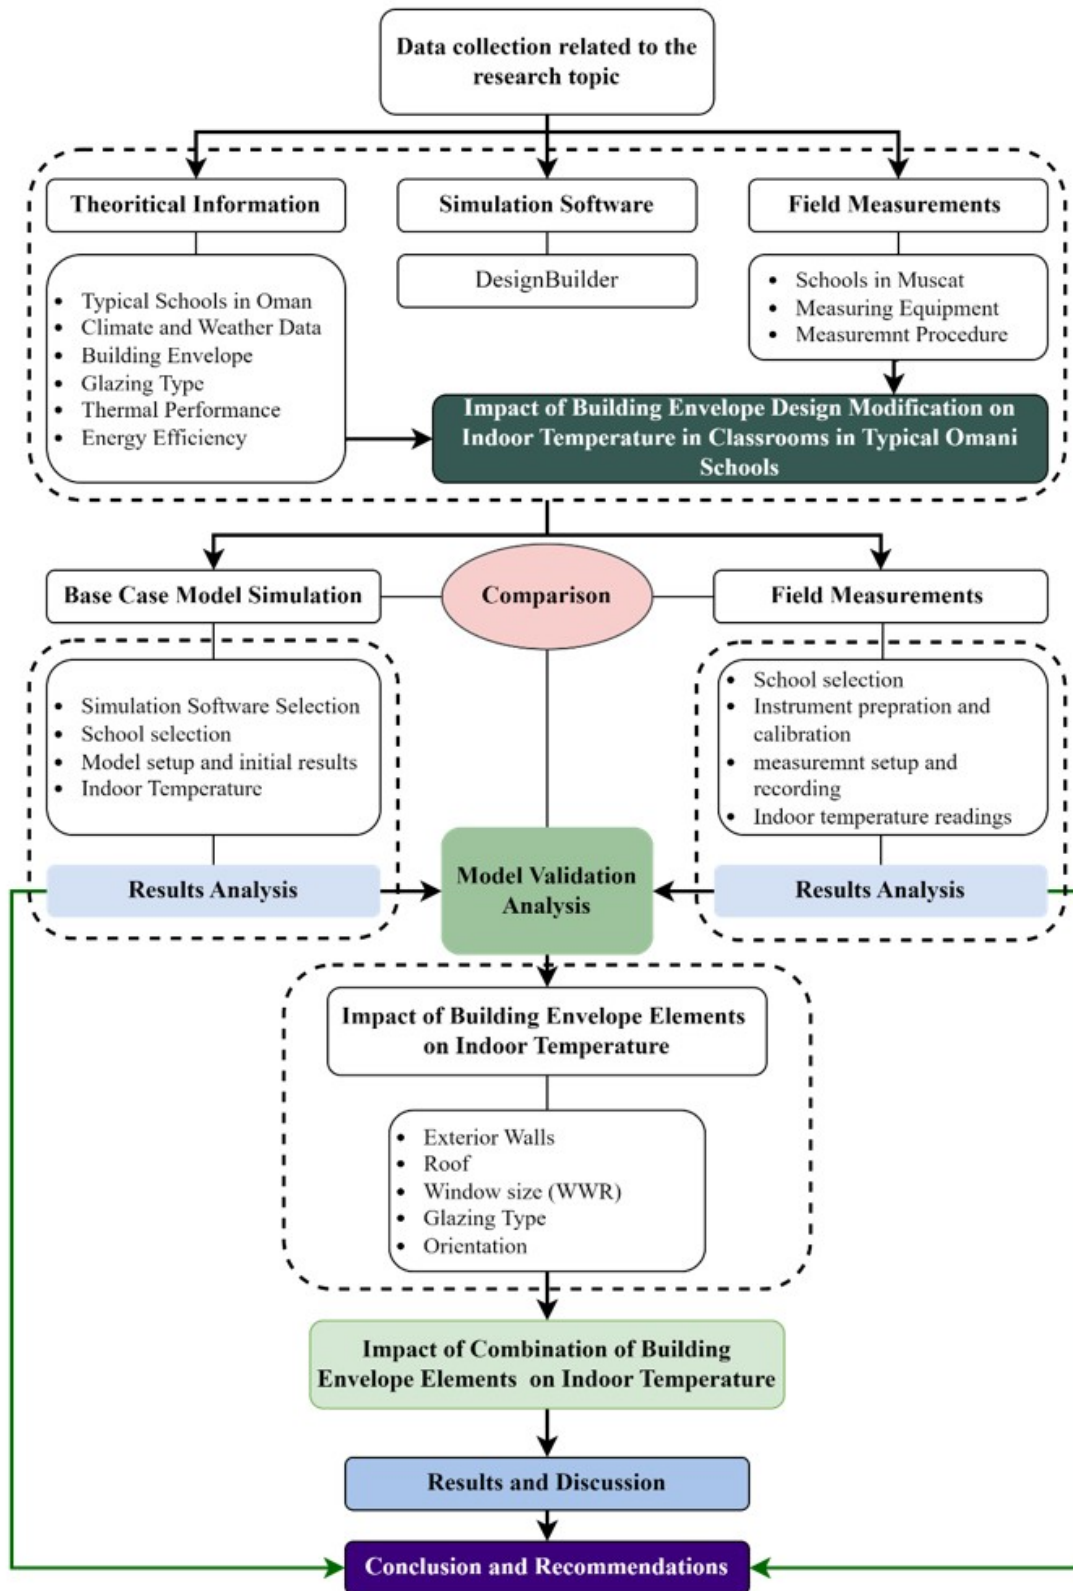 Data collection related to the
research topic
Theoritical Information
Simulation Software
Field Measurements
• Typical Schools in Oman
• Climate and Weather Data
• Building Envelope
• Glazing Type
• Thermal Performance
• Energy Efficiency
DesignBuilder
• Schools in Muscat
• Measuring Equipment
• Measuremnt Procedure
Impact of Building Envelope Design Modification on
Indoor Temperature in Classrooms in Typical Omani
Schools
Base Case Model Simulation
Comparison
Field Measurements
• Simulation Software Selection
• School selection
• Model setup and initial results
• Indoor Temperature
• School selection
• Instrument prepration and
calibration
• measuremnt setup and
recording
• Indoor temperature readings
Results Analysis
Model Validation
Analysis
Results Analysis
Impact of Building Envelope Elements
on Indoor Temperature
• Exterior Walls
• Roof
• Window size (WWR)
• Glazing Type
• Orientation
Impact of Combination of Building
Envelope Elements on Indoor Temperature
Results and Discussion
Conclusion and Recommendations